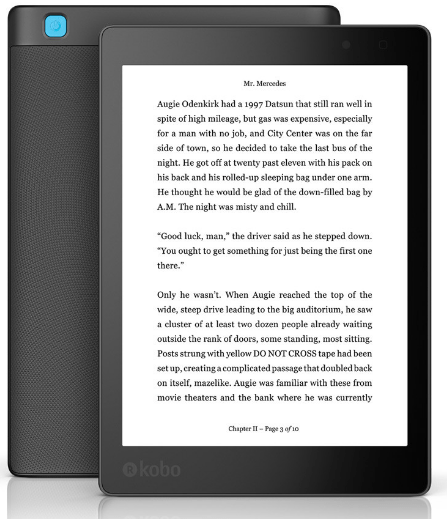 Mr. Mercedes
Augie Odenkirk had a 1997 Datsun that still ran well in
spite of high mileage, but gas was expensive, especially
for a man with no job, and City Center was on the far
side of town, so he decided to take the last bus of the
night. He got off at twenty past eleven with his pack on
his back and his rolled-up sleeping bag under one arm.
He thought he would be glad of the down-filled bag by
A.M. The night was misty and chill.
“Good luck, man,” the driver said as he stepped down.
“You ought to get something for just being the first one
there.”
Only he wasn’t. When Augie reached the top of the
wide, steep drive leading to the big auditorium, he saw
a cluster of at least two dozen people already waiting
outside the rank of doors, some standing, most sitting.
Posts strung with yellow DO NOT CROSS tape had been
set up, creating a complicated passage that doubled back
on itself, mazelike. Augie was familiar with these from
movie theaters and the bank where he was currently
Chapter II – Page 3 of 10
kobo